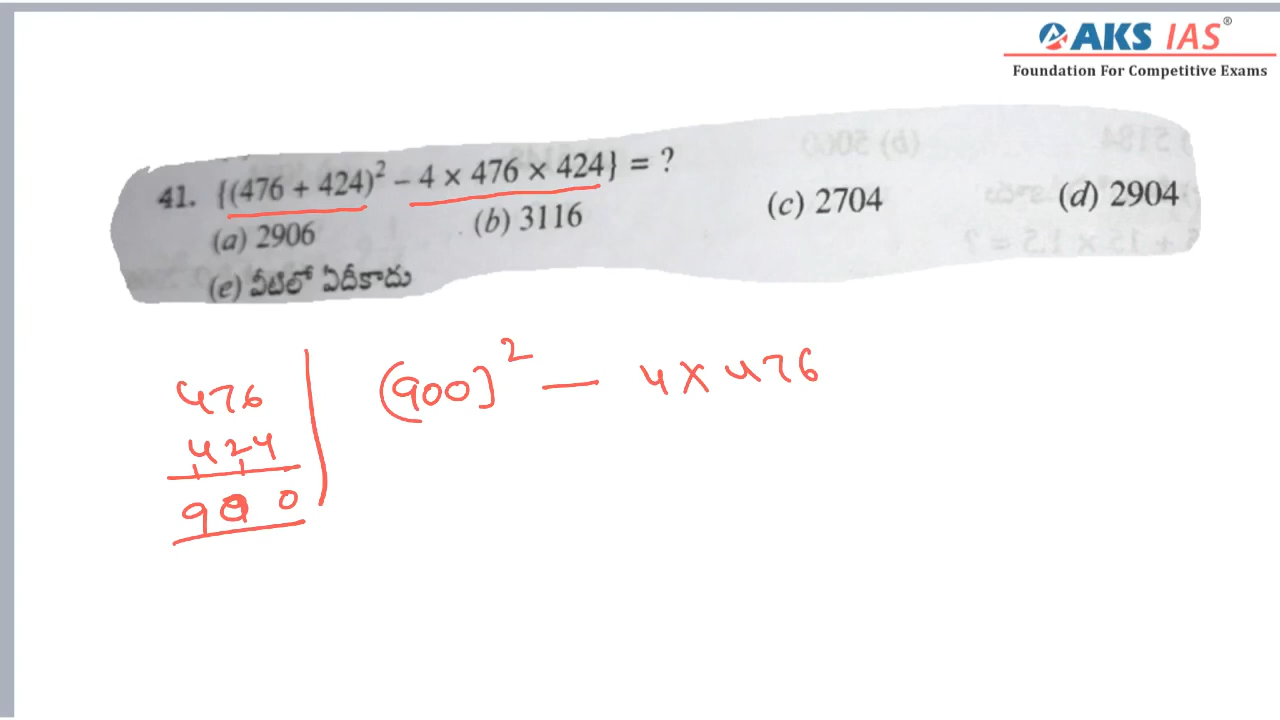 AKS IAS®
Foundation For Competitive Exams
41. {(476 + 424)² – 4 × 476 × 424} = ?
(a) 2906 (b) 3116 (c) 2704 (d) 2904
(e) వీటిలో ఏదీకాదు
476
424
900
(900)² — 4 × 476